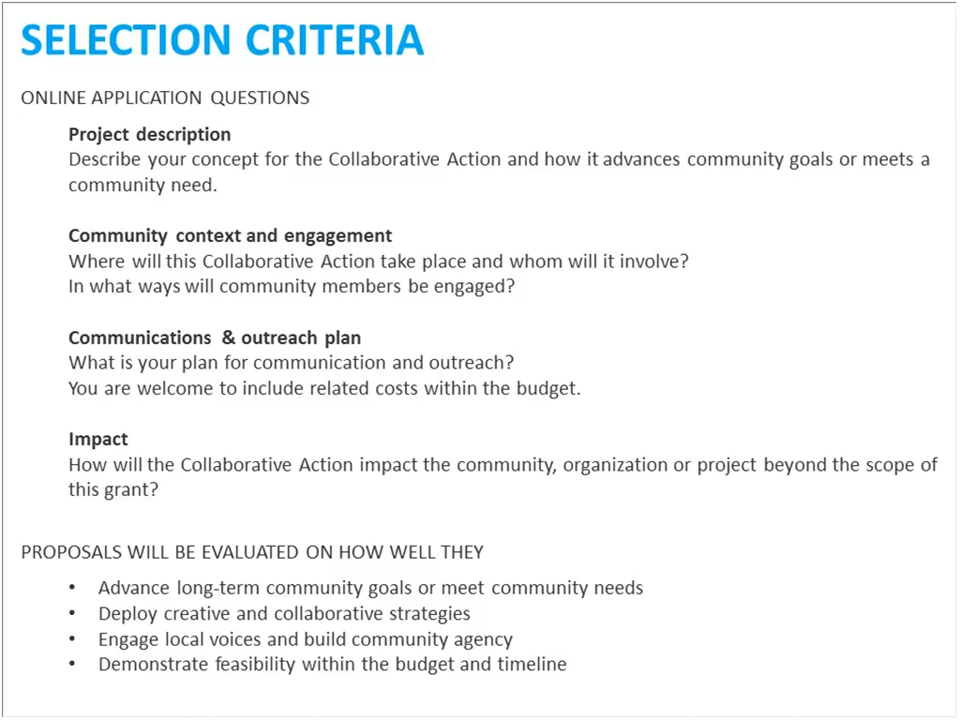 SELECTION CRITERIA
ONLINE APPLICATION QUESTIONS
Project description
Describe your concept for the Collaborative Action and how it advances community goals or meets a
community need.
Community context and engagement
Where will this Collaborative Action take place and whom will it involve?
In what ways will community members be engaged?
Communications & outreach plan
What is your plan for communication and outreach?
You are welcome to include related costs within the budget.
Impact
How will the Collaborative Action impact the community, organization or project beyond the scope of
this grant?
PROPOSALS WILL BE EVALUATED ON HOW WELL THEY
• Advance long-term community goals or meet community needs
• Deploy creative and collaborative strategies
• Engage local voices and build community agency
• Demonstrate feasibility within the budget and timeline